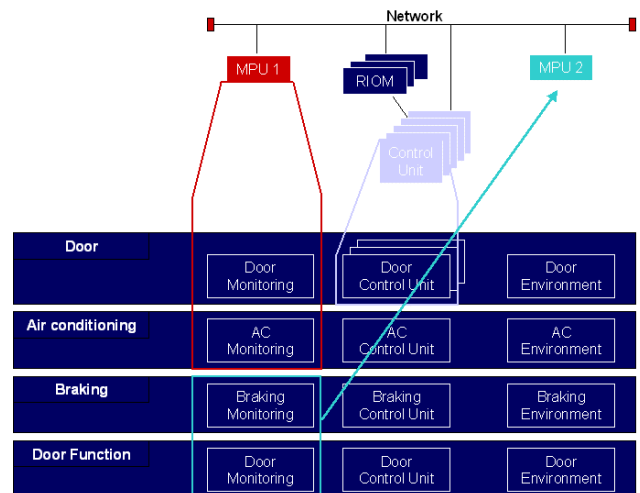 Network
MPU 1
RIOM
MPU 2
Control
Unit
Door
Door
Monitoring
Door
Control Unit
Door
Environment
Air conditioning
AC
Monitoring
AC
Control Unit
AC
Environment
Braking
Braking
Monitoring
Braking
Control Unit
Braking
Environment
Door Function
Door
Monitoring
Door
Control Unit
Door
Environment